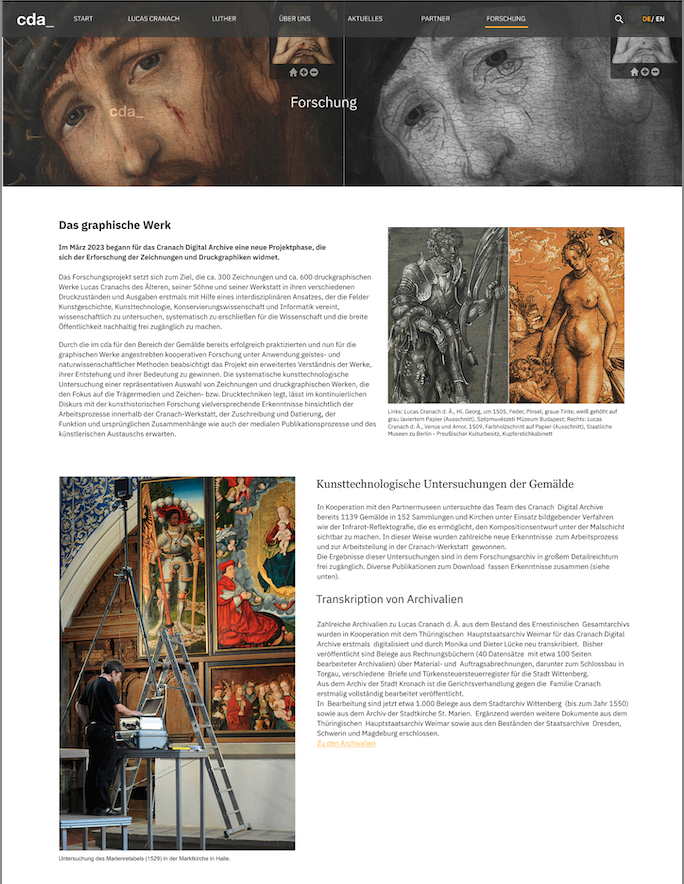 cda_
START
LUCAS CRANACH
LUTHER
ÜBER UNS
AKTUELLES
PARTNER
FORSCHUNG
DE/ EN
Forschung
cda_
Das graphische Werk
Im März 2023 begann für das Cranach Digital Archive eine neue Projektphase, die
sich der Erforschung der Zeichnungen und Druckgraphiken widmet.
Das Forschungsprojekt setzt sich zum Ziel, die ca. 300 Zeichnungen und ca. 600 druckgraphischen
Werke Lucas Cranachs des Älteren, seiner Söhne und seiner Werkstatt in ihren verschiedenen
Druckzuständen und Ausgaben erstmals mit Hilfe eines interdisziplinären Ansatzes, der die Felder
Kunstgeschichte, Kunsttechnologie, Konservierungswissenschaft und Informatik vereint,
wissenschaftlich zu untersuchen, systematisch zu erschließen für die Wissenschaft und die breite
Öffentlichkeit nachhaltig frei zugänglich zu machen.
Durch die im cda für den Bereich der Gemälde bereits erfolgreich praktizierten und nun für die
graphischen Werke angestrebten kooperativen Forschung unter Anwendung geistes- und
naturwissenschaftlicher Methoden beabsichtigt das Projekt ein erweitertes Verständnis der Werke,
ihrer Entstehung und ihrer Bedeutung zu gewinnen. Die systematische kunsttechnologische
Untersuchung einer repräsentativen Auswahl von Zeichnungen und druckgraphischen Werken, die
den Fokus auf die Trägermedien und Zeichen- bzw. Drucktechniken legt, lässt im kontinuierlichen
Diskurs mit der kunsthistorischen Forschung vielversprechende Erkenntnisse hinsichtlich der
Arbeitsprozesse innerhalb der Cranach-Werkstatt, der Zuschreibung und Datierung, der
Funktion und ursprünglichen Zusammenhänge wie auch der medialen Publikationsprozesse und des
künstlerischen Austauschs erwarten.
Links: Lucas Cranach d. Ä., Hl. Georg, um 1505, Feder, Pinsel, graue Tinte, weiß gehöht auf
grau laviertem Papier (Ausschnitt), Szépmuvészeti Múzeum Budapest; Rechts: Lucas
Cranach d. Ä., Venus und Amor, 1509, Farbholzschnitt auf Papier (Ausschnitt), Staatliche
Museen zu Berlin - Preußischer Kulturbesitz, Kupferstichkabinett
Kunsttechnologische Untersuchungen der Gemälde
In Kooperation mit den Partnermuseen untersuchte das Team des Cranach Digital Archive
bereits 1139 Gemälde in 152 Sammlungen und Kirchen unter Einsatz bildgebender Verfahren
wie der Infrarot-Reflektografie, die es ermöglicht, den Kompositionsentwurf unter der Malschicht
sichtbar zu machen. In dieser Weise wurden zahlreiche neue Erkenntnisse zum Arbeitsprozess
und zur Arbeitsteilung in der Cranach-Werkstatt gewonnen.
Die Ergebnisse dieser Untersuchungen sind in dem Forschungsarchiv in großem Detailreichtum
frei zugänglich. Diverse Publikationen zum Download fassen Erkenntnisse zusammen (siehe
unten).
Transkription von Archivalien
Zahlreiche Archivalien zu Lucas Cranach d. Ä. aus dem Bestand des Ernestinischen Gesamtarchivs
wurden in Kooperation mit dem Thüringischen Hauptstaatsarchiv Weimar für das Cranach Digital
Archive erstmals digitalisiert und durch Monika und Dieter Lücke neu transkribiert. Bisher
veröffentlicht sind Belege aus Rechnungsbüchern (40 Datensätze mit etwa 100 Seiten
bearbeiteter Archivalien) über Material- und Auftragsabrechnungen, darunter zum Schlossbau in
Torgau, verschiedene Briefe und Türkensteuersteuerregister für die Stadt Wittenberg.
Aus dem Archiv der Stadt Kronach ist die Gerichtsverhandlung gegen die Familie Cranach
erstmalig vollständig bearbeitet veröffentlicht.
In Bearbeitung sind jetzt etwa 1.000 Belege aus dem Stadtarchiv Wittenberg (bis zum Jahr 1550)
sowie aus dem Archiv der Stadtkirche St. Marien. Ergänzend werden weitere Dokumente aus dem
Thüringischen Hauptstaatsarchiv Weimar sowie aus den Beständen der Staatsarchive Dresden,
Schwerin und Magdeburg erschlossen.
Zu den Archivalien
Untersuchung des Marienretabels (1529) in der Marktkirche in Halle.